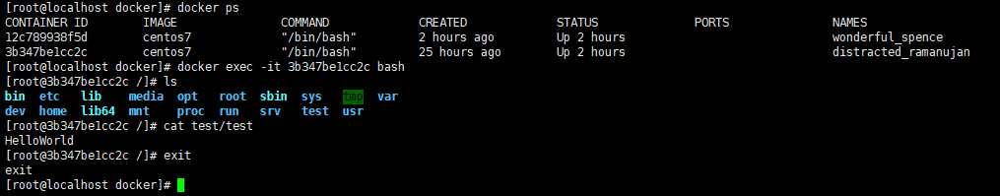 [root@localhost docker]# docker ps
CONTAINER ID        IMAGE               COMMAND             CREATED             STATUS              PORTS               NAMES
12c789938f5d        centos7             "/bin/bash"         2 hours ago         Up 2 hours                              wonderful_spence
3b347be1cc2c        centos7             "/bin/bash"         25 hours ago        Up 2 hours                              distracted_ramanujan
[root@localhost docker]# docker exec -it 3b347be1cc2c bash
[root@3b347be1cc2c /]# ls
bin  etc   lib    media  opt   root  sbin  sys   tmp  var
dev  home  lib64  mnt    proc  run   srv   test  usr
[root@3b347be1cc2c /]# cat test/test
HelloWorld
[root@3b347be1cc2c /]# exit
exit
[root@localhost docker]#